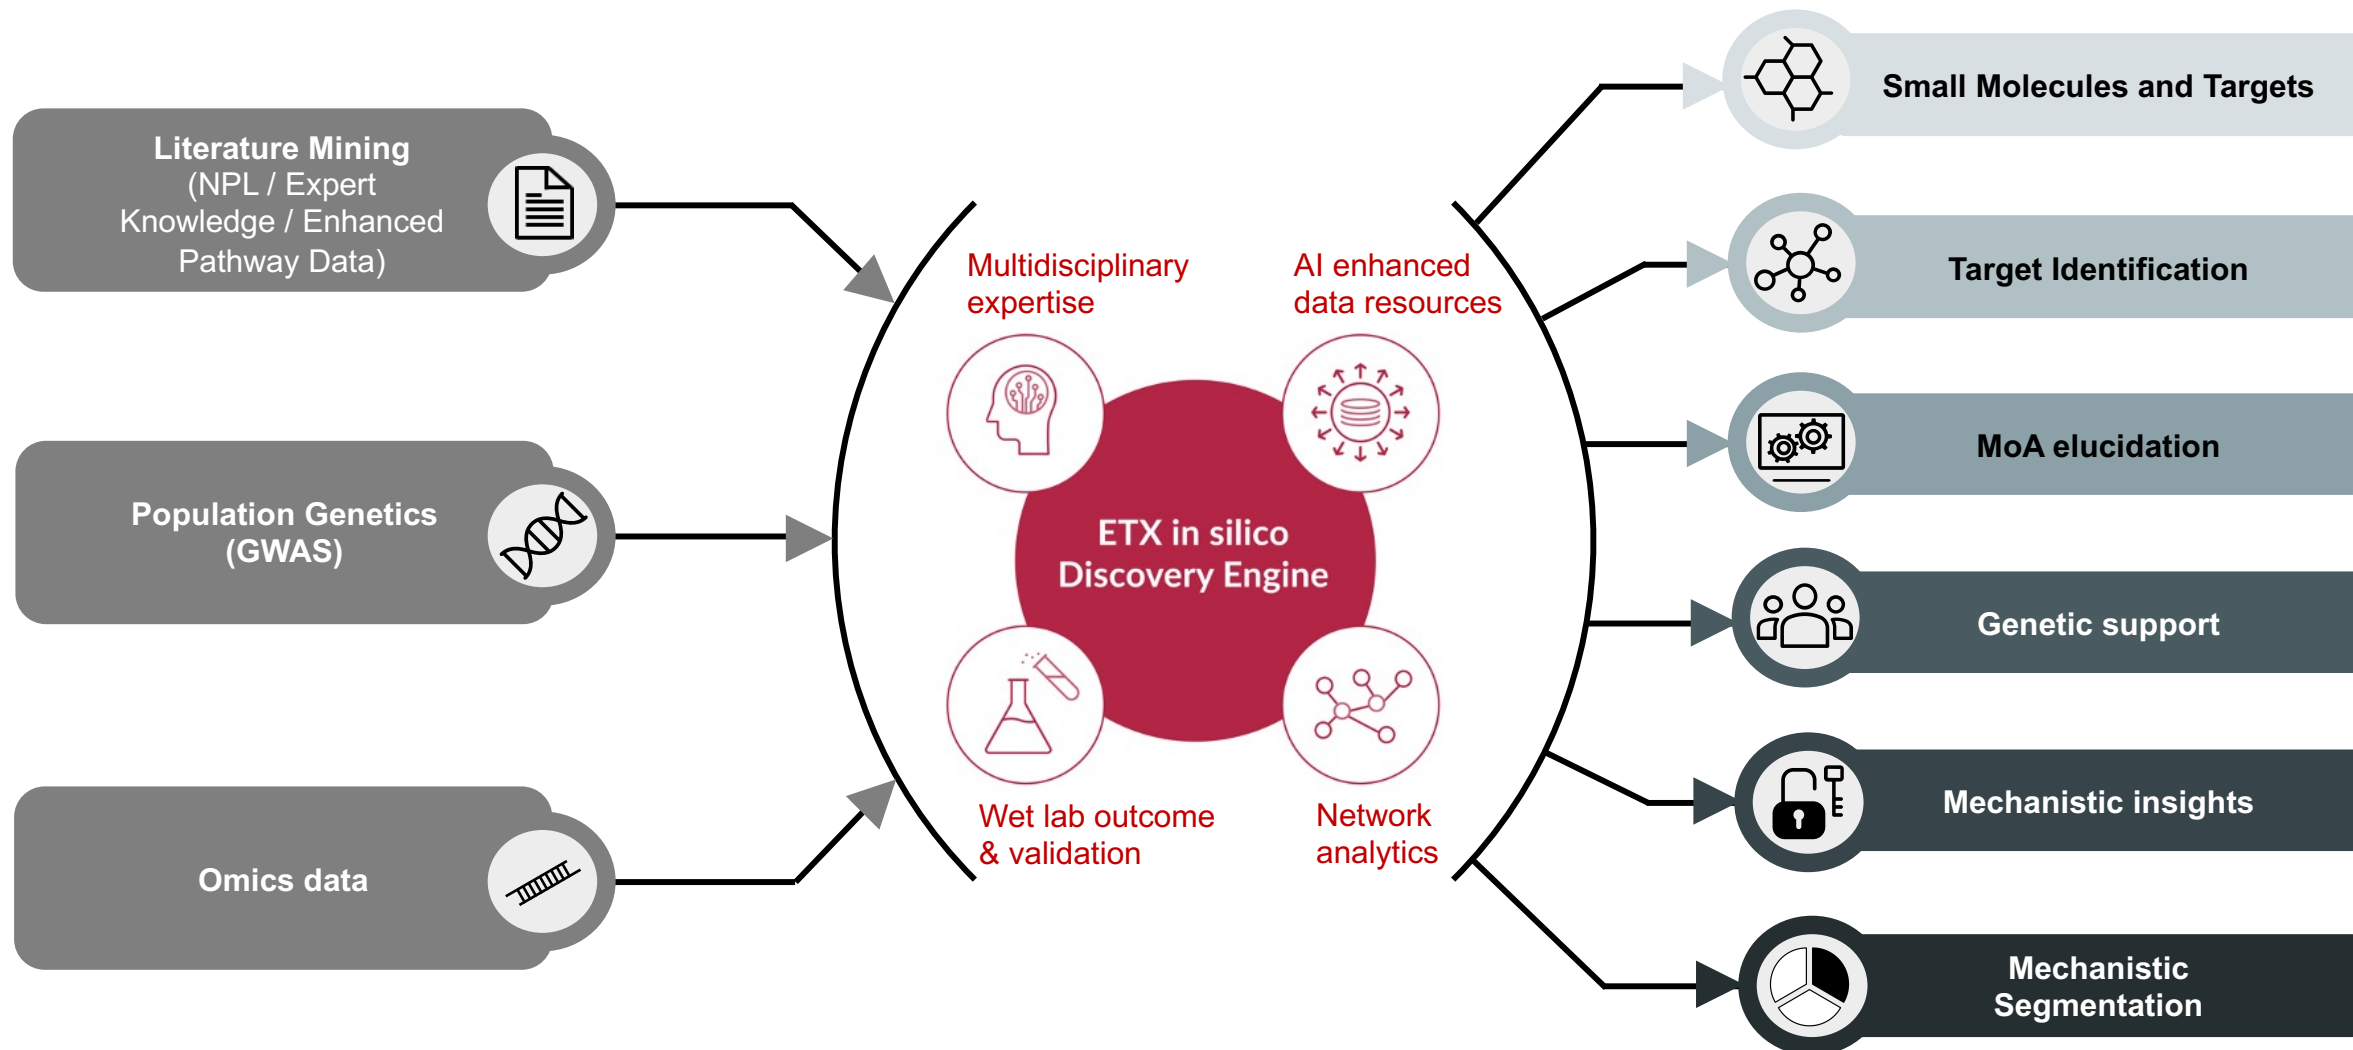 Literature Mining
(NPL / Expert
Knowledge / Enhanced
Pathway Data)
Population Genetics
(GWAS)
Omics data
Multidisciplinary
expertise
AI enhanced
data resources
ETX in silico
Discovery Engine
Wet lab outcome
& validation
Network
analytics
Small Molecules and Targets
Target Identification
MoA elucidation
Genetic support
Mechanistic insights
Mechanistic
Segmentation